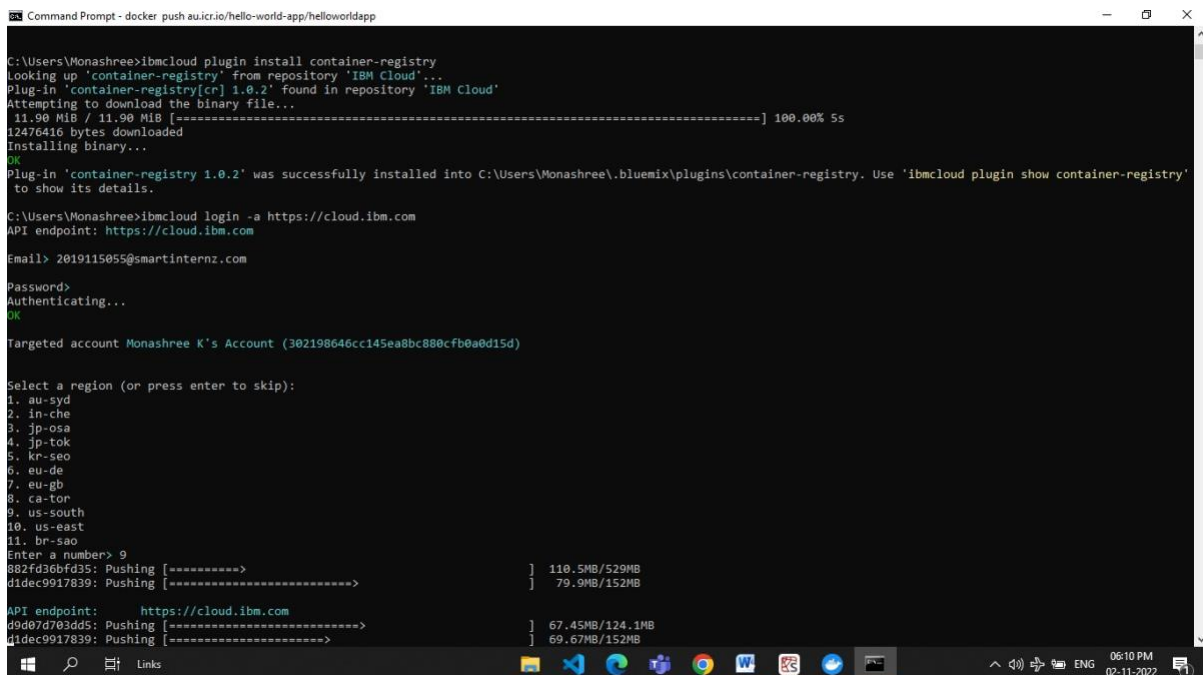 Command Prompt - docker push au.icr.io/hello-world-app/helloworldapp
C:\Users\Monashree>ibmcloud plugin install container-registry
Looking up 'container-registry' from repository 'IBM Cloud'...
Plug-in 'container-registry[cr] 1.0.2' found in repository 'IBM Cloud'
Attempting to download the binary file...
11.90 MiB / 11.90 MiB [===================================================================================] 100.00% 5s
12476416 bytes downloaded
Installing binary...
OK
Plug-in 'container-registry 1.0.2' was successfully installed into C:\Users\Monashree\.bluemix\plugins\container-registry. Use 'ibmcloud plugin show container-registry'
to show its details.
C:\Users\Monashree>ibmcloud login -a https://cloud.ibm.com
API endpoint: https://cloud.ibm.com
Email> 2019115055@smartinternz.com
Password>
Authenticating...
OK
Targeted account Monashree K's Account (302198646cc145ea8bc880cfb0a0d15d)
Select a region (or press enter to skip):
1. au-syd
2. in-che
3. jp-osa
4. jp-tok
5. kr-seo
6. eu-de
7. eu-gb
8. ca-tor
9. us-south
10. us-east
11. br-sao
Enter a number> 9
882fd36bfd35: Pushing [==========>                                        ] 110.5MB/529MB
d1dec9917839: Pushing [==========================>                        ] 79.9MB/152MB
API endpoint: https://cloud.ibm.com
d9d07d703dd5: Pushing [===========================>                       ] 67.45MB/124.1MB
d1dec9917839: Pushing [======================>                            ] 69.67MB/152MB
Links
ENG
06:10 PM
02-11-2022